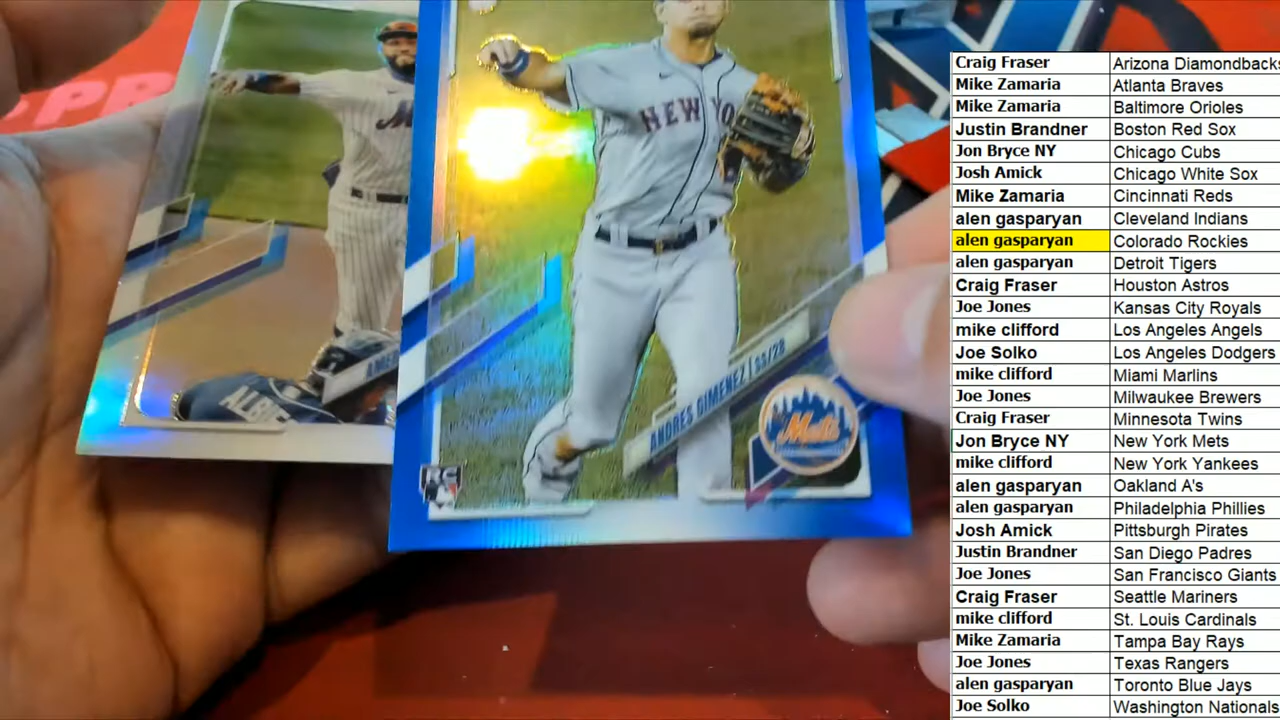 HEW YO
ANDRES GIMENEZ | SS/2B
Mets
Craig Fraser Arizona Diamondbacks
Mike Zamaria Atlanta Braves
Mike Zamaria Baltimore Orioles
Justin Brandner Boston Red Sox
Jon Bryce NY Chicago Cubs
Josh Amick Chicago White Sox
Mike Zamaria Cincinnati Reds
alen gasparyan Cleveland Indians
alen gasparyan Colorado Rockies
alen gasparyan Detroit Tigers
Craig Fraser Houston Astros
Joe Jones Kansas City Royals
mike clifford Los Angeles Angels
Joe Solko Los Angeles Dodgers
mike clifford Miami Marlins
Joe Jones Milwaukee Brewers
Craig Fraser Minnesota Twins
Jon Bryce NY New York Mets
mike clifford New York Yankees
alen gasparyan Oakland A's
alen gasparyan Philadelphia Phillies
Josh Amick Pittsburgh Pirates
Justin Brandner San Diego Padres
Joe Jones San Francisco Giants
Craig Fraser Seattle Mariners
mike clifford St. Louis Cardinals
Mike Zamaria Tampa Bay Rays
Joe Jones Texas Rangers
alen gasparyan Toronto Blue Jays
Joe Solko Washington Nationals